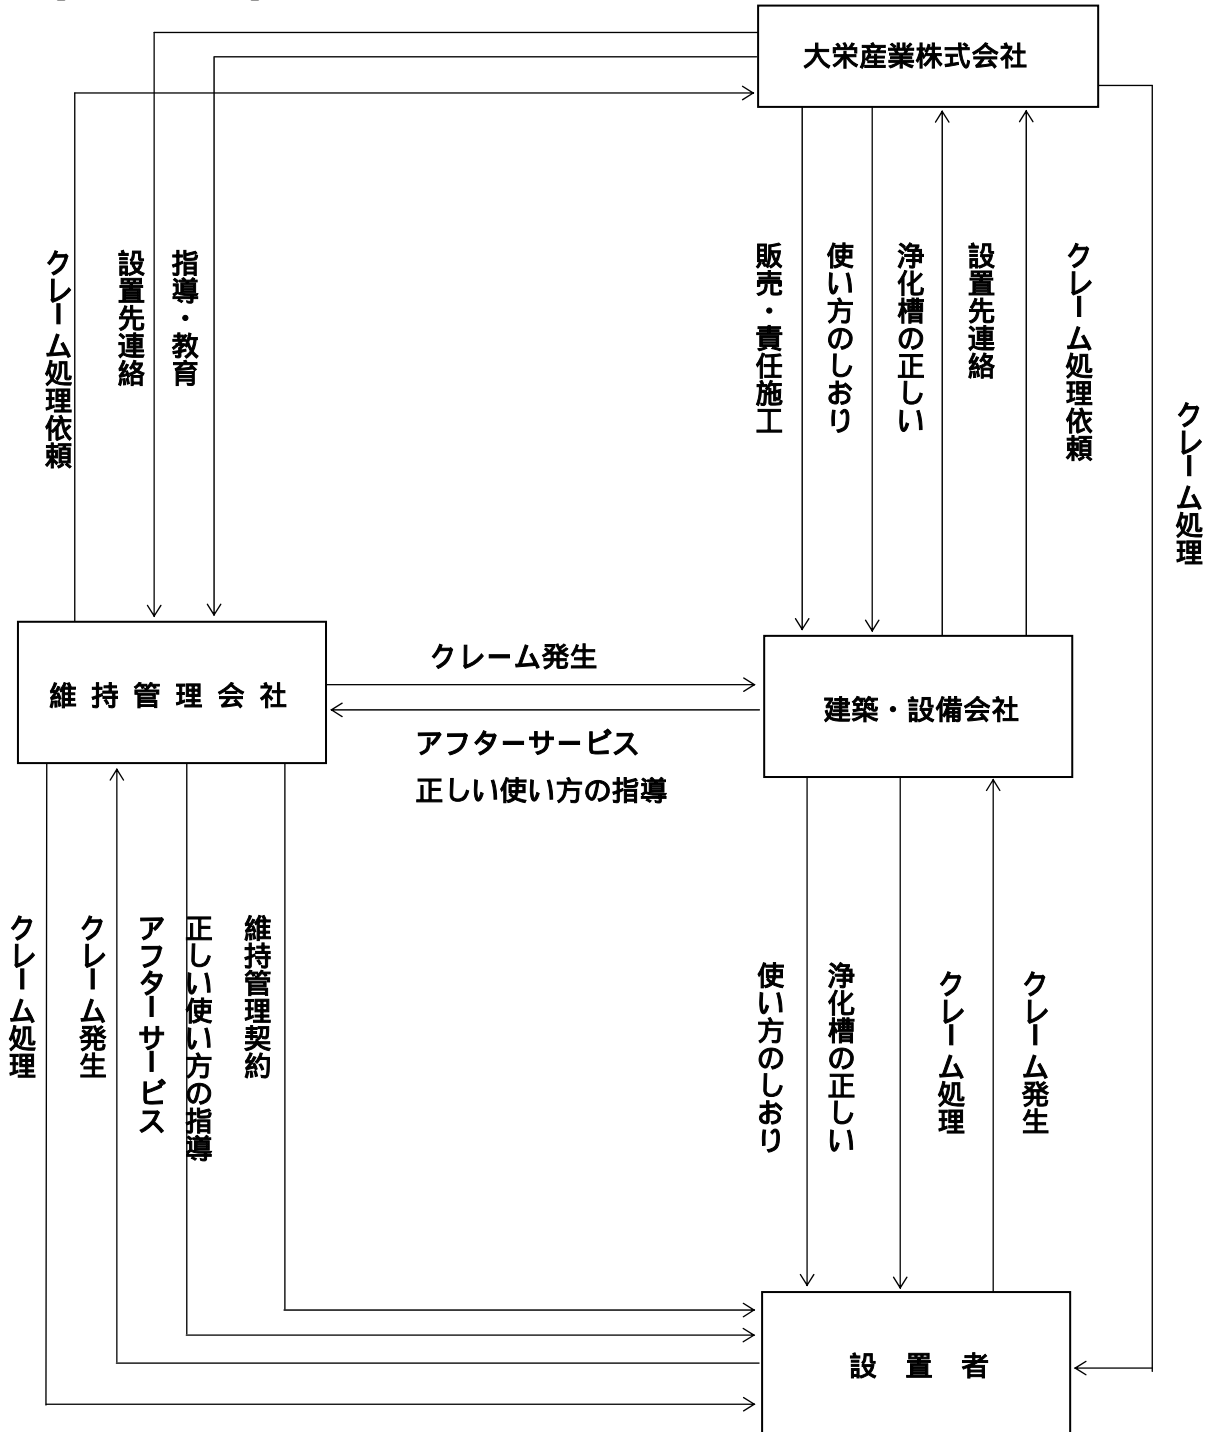 大栄産業株式会社
クレーム処理依頼
設置先連絡
指導・教育
販売・責任施工
使い方のしおり
浄化槽の正しい
設置先連絡
クレーム処理依頼
クレーム処理
維持管理会社
クレーム発生
アフターサービス
正しい使い方の指導
建築・設備会社
クレーム処理
クレーム発生
アフターサービス
正しい使い方の指導
維持管理契約
使い方のしおり
浄化槽の正しい
クレーム処理
クレーム発生
設置者